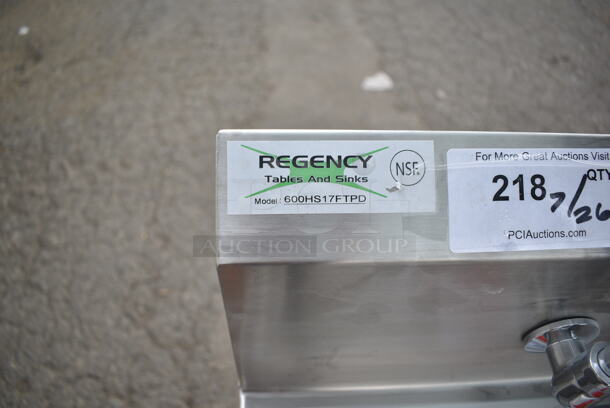 REGENCY
Tables And Sinks
Model: 600HS17FTPD
NSF
For More Great Auctions Visit
218
QTY
7/26
PCIAuctions.com
PCI
AUCTION GROUP